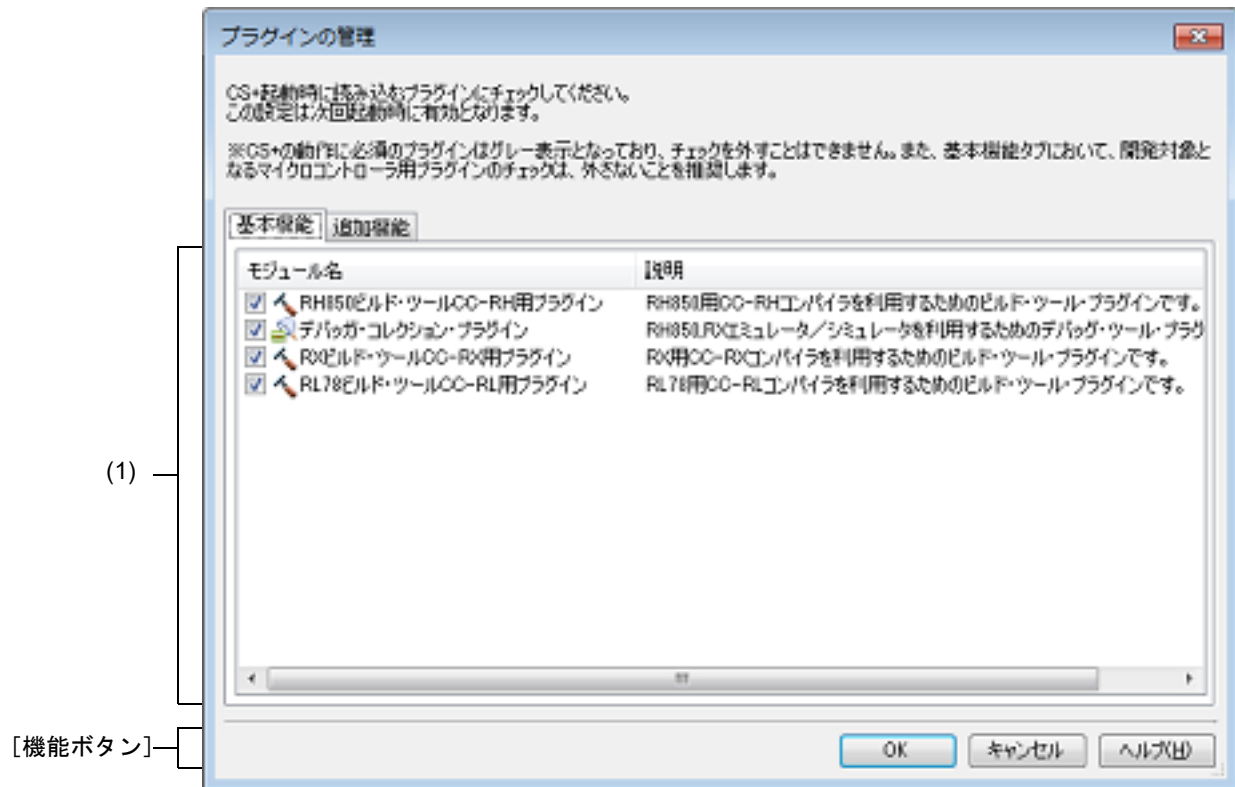 プラグインの管理
CS+起動時に読み込むプラグインにチェックしてください。
この設定は次回起動時に有効となります。
※CS+の動作に必須のプラグインはグレー表示となっており、チェックを外すことはできません。また、基本機能タブにおいて、開発対象と
なるマイクロコントローラ用プラグインのチェックは、外さないことを推奨します。
基本機能 追加機能
モジュール名 説明
RH850ビルド・ツールCC-RH用プラグイン RH850用CC-RHコンパイラを利用するためのビルド・ツール・プラグインです。
デバッガ・コレクション・プラグイン RH850,RXエミュレータ／シミュレータを利用するためのデバッグ・ツール・プラグ
RXビルド・ツールCC-RX用プラグイン RX用CC-RXコンパイラを利用するためのビルド・ツール・プラグインです。
RL78ビルド・ツールCC-RL用プラグイン RL78用CC-RLコンパイラを利用するためのビルド・ツール・プラグインです。
(1)
[機能ボタン]
OK キャンセル ヘルプ(H)